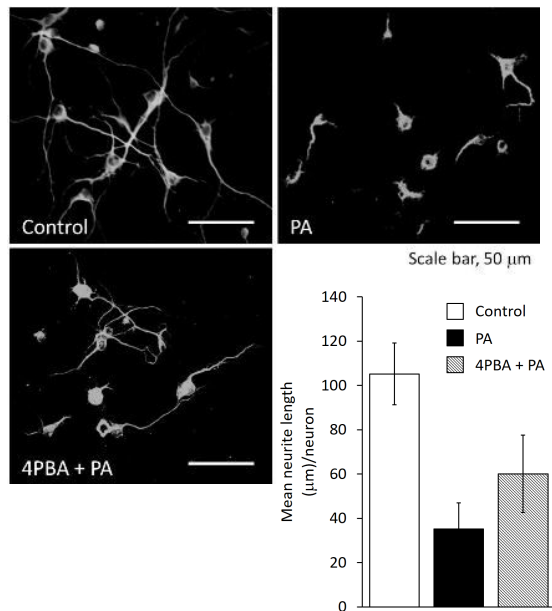 Control
PA
Scale bar, 50 μm
4PBA + PA
Mean neurite length
(μm)/neuron
140
120
100
80
60
40
20
0
Control
PA
4PBA + PA